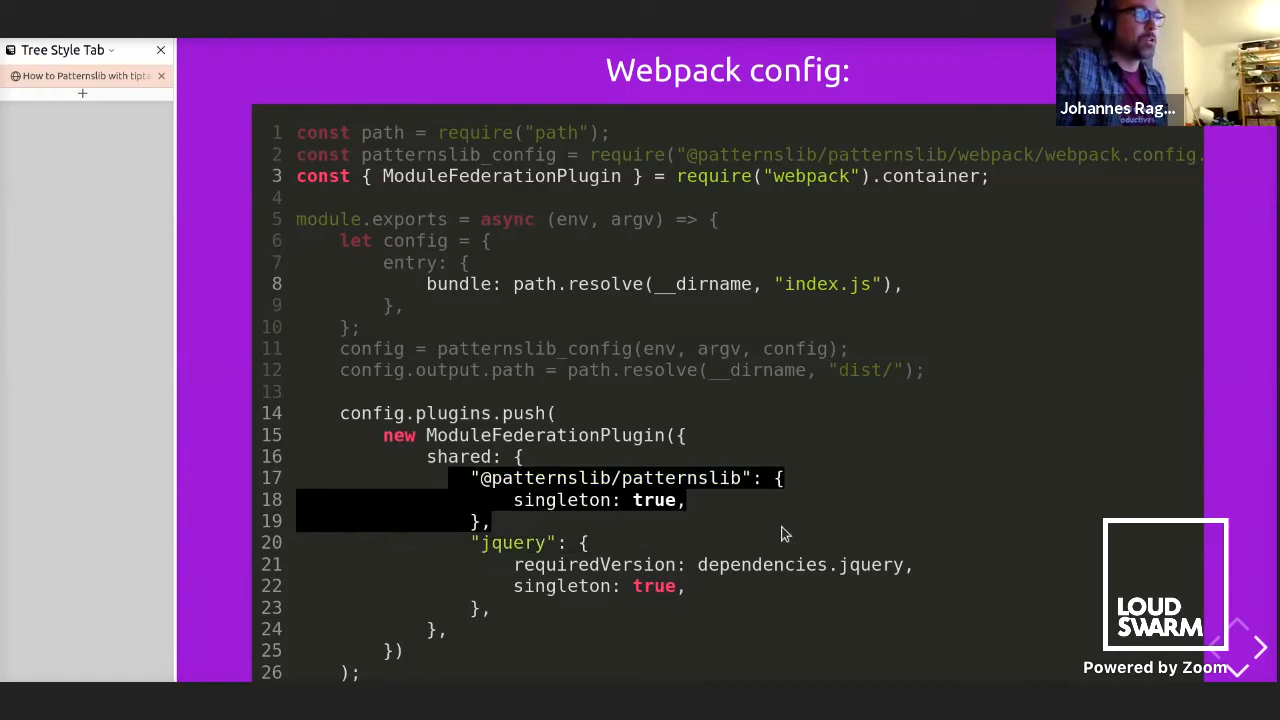 Tree Style Tab
How to Patternslib with tipta
Webpack config:
Johannes Rag...
1 const path = require("path");
2 const patternslib_config = require("@patternslib/patternslib/webpack/webpack.config.
3 const { ModuleFederationPlugin } = require("webpack").container;
4
5 module.exports = async (env, argv) => {
6 let config = {
7 entry: {
8 bundle: path.resolve(__dirname, "index.js"),
9 },
10 };
11 config = patternslib_config(env, argv, config);
12 config.output.path = path.resolve(__dirname, "dist/");
13
14 config.plugins.push(
15 new ModuleFederationPlugin({
16 shared: {
17 "@patternslib/patternslib": {
18 singleton: true,
19 },
20 "jquery": {
21 requiredVersion: dependencies.jquery,
22 singleton: true,
23 },
24 },
25 })
26 );
LOUD
SWARM
Powered by Zoom